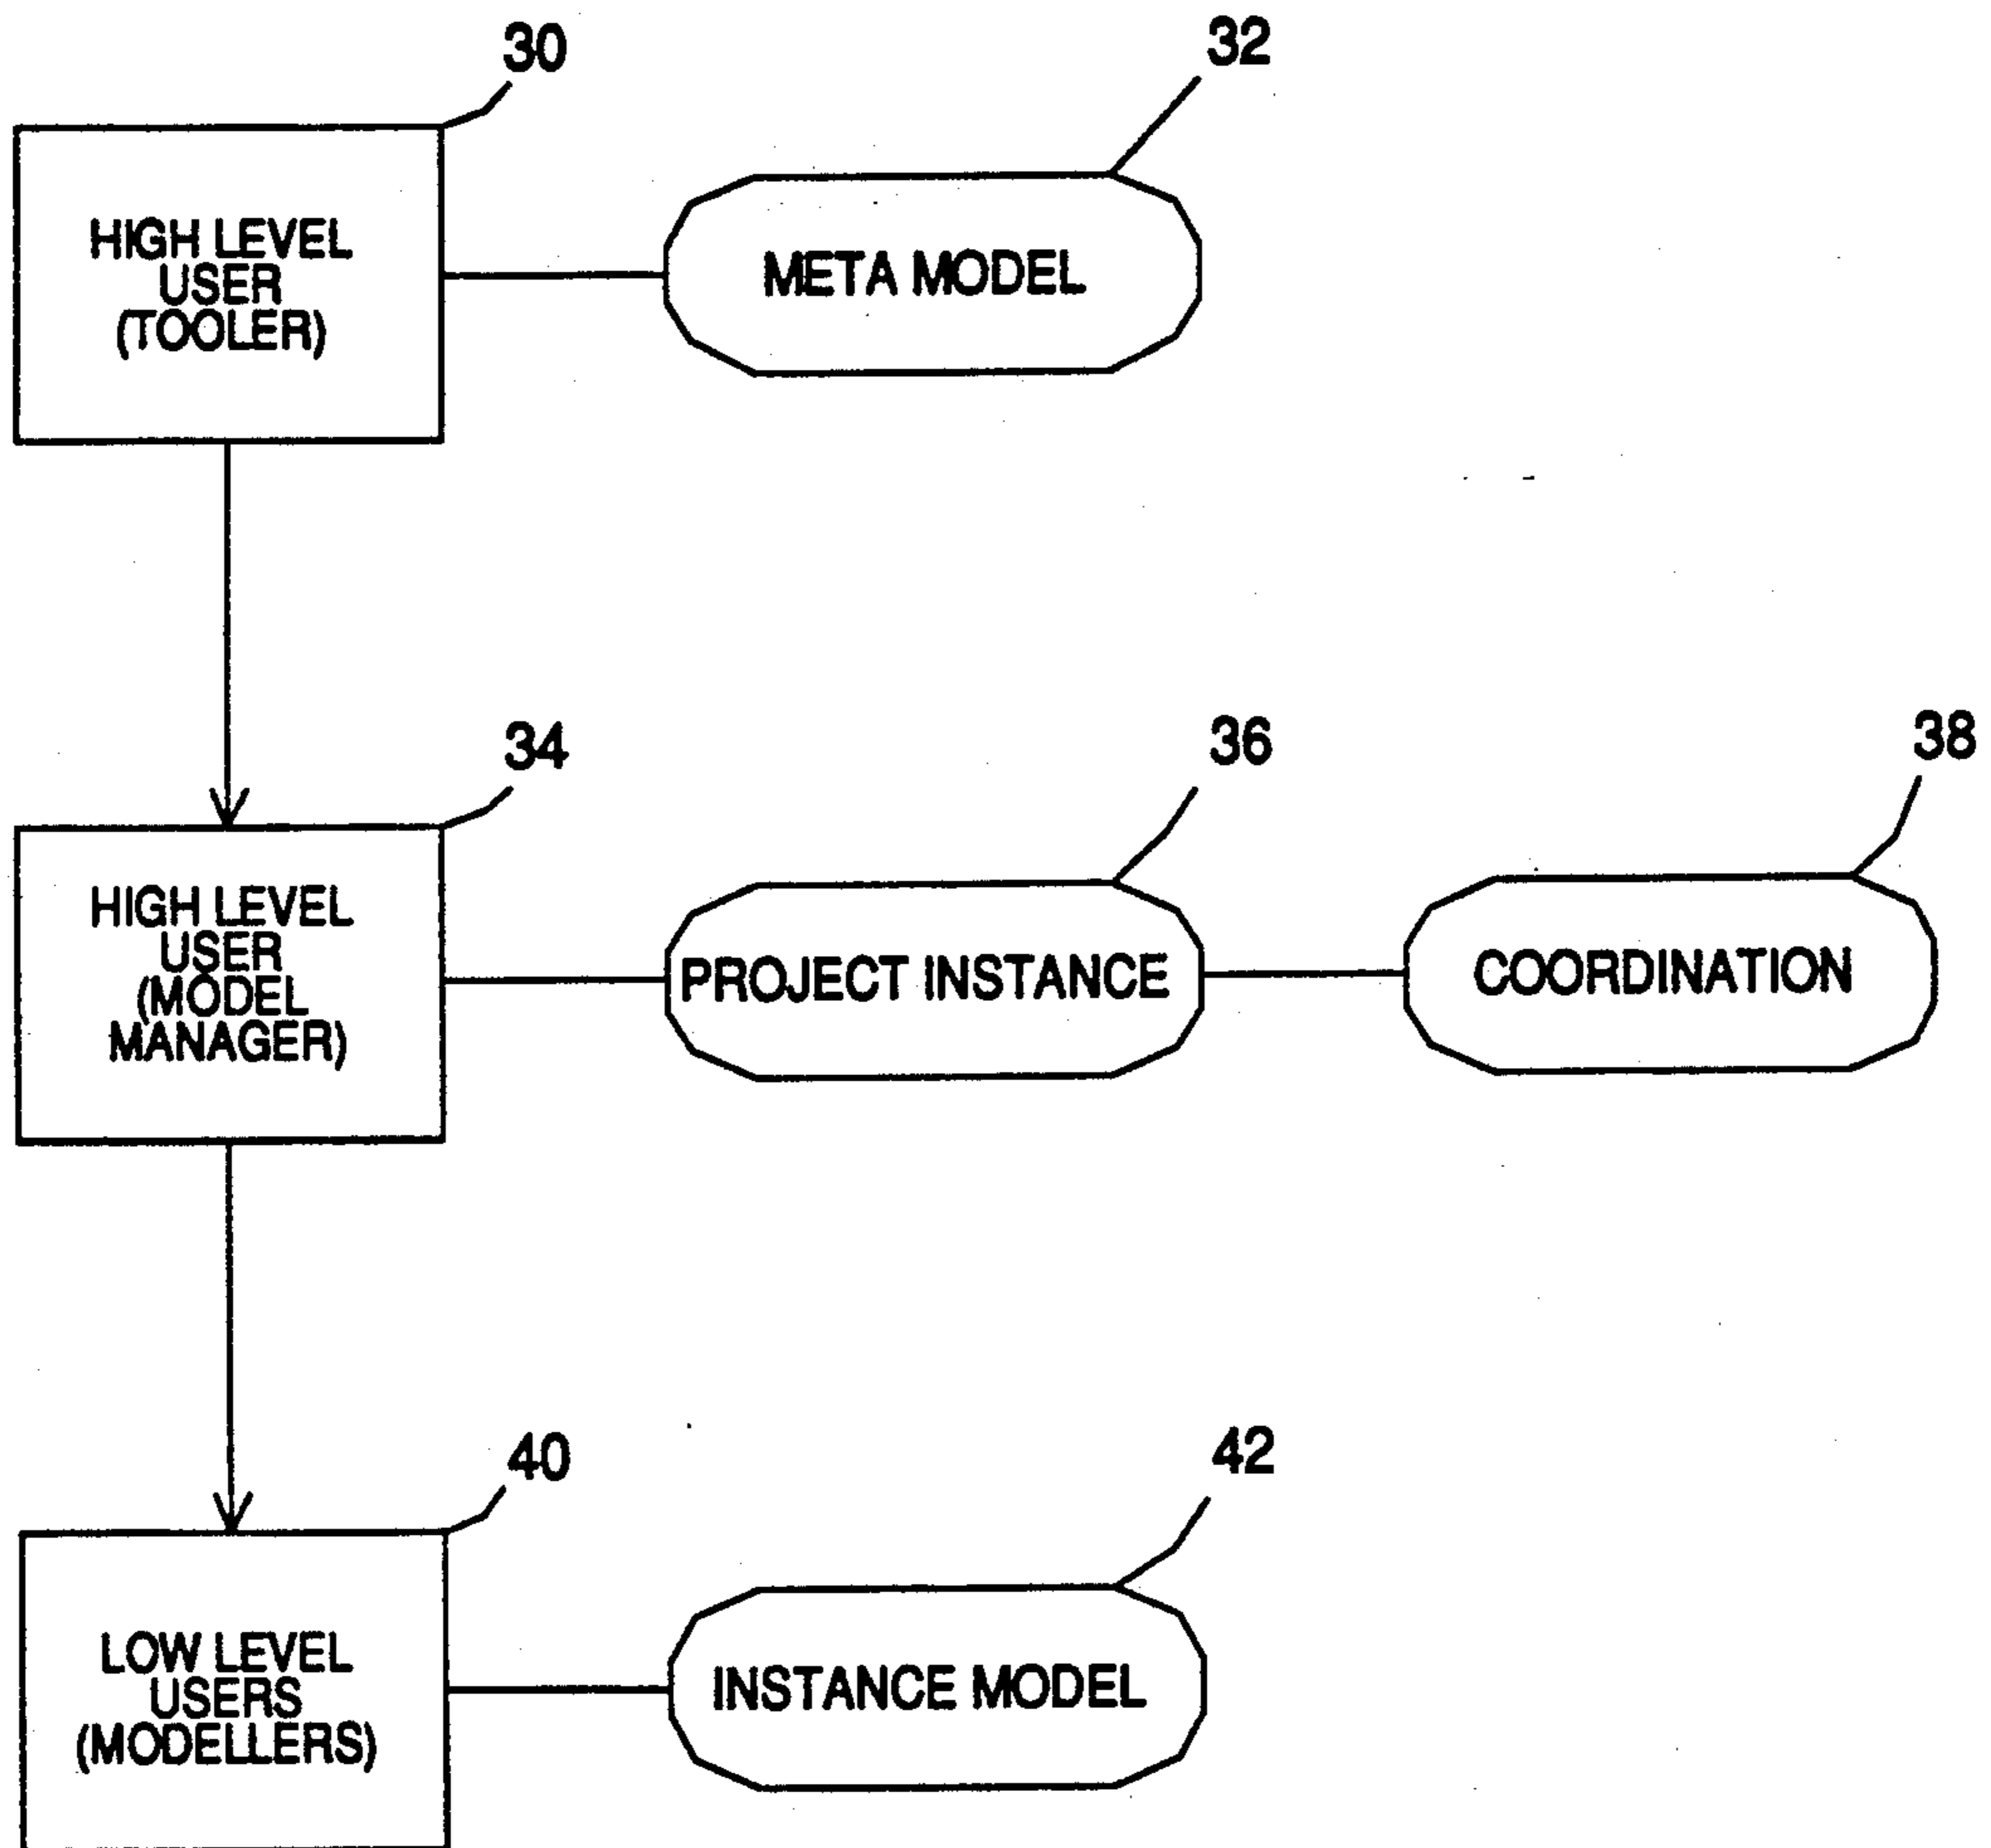 30
32
HIGH LEVEL
USER
(TOOLER)
META MODEL
34
36
38
HIGH LEVEL
USER
(MODEL
MANAGER)
PROJECT INSTANCE
COORDINATION
40
42
LOW LEVEL
USERS
(MODELLERS)
INSTANCE MODEL